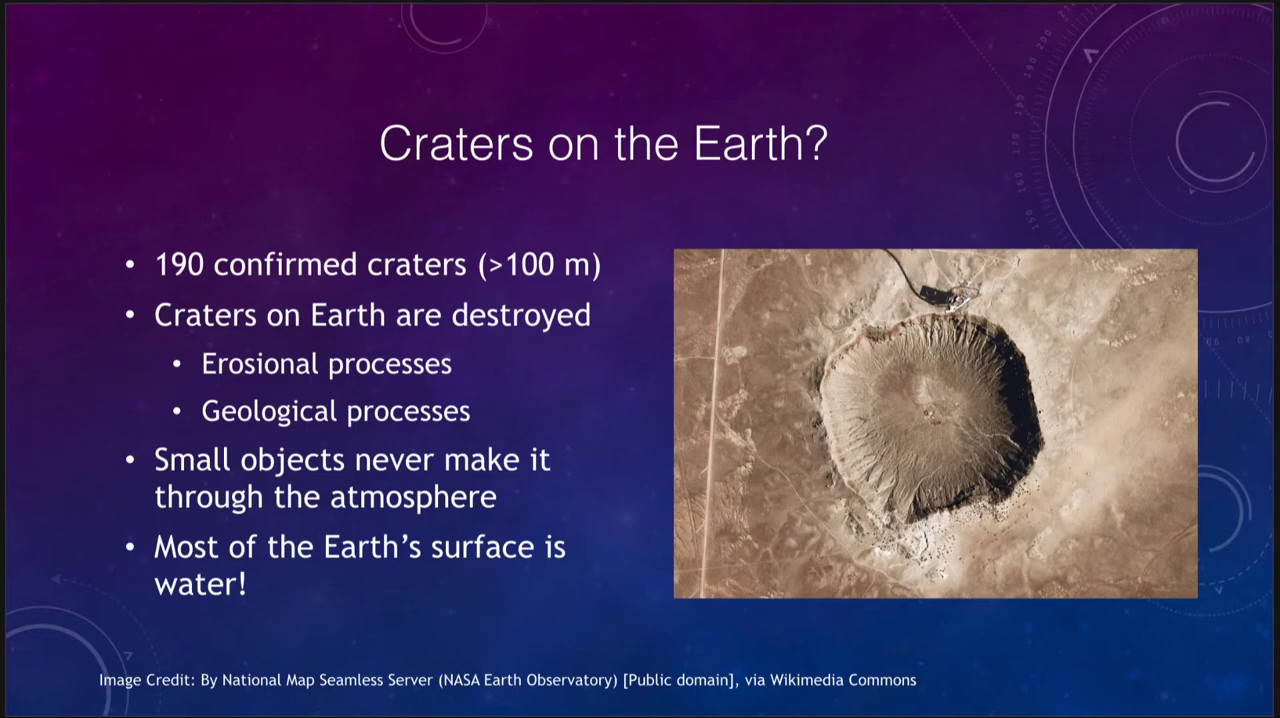 Craters on the Earth?
• 190 confirmed craters (>100 m)
• Craters on Earth are destroyed
• Erosional processes
• Geological processes
• Small objects never make it
through the atmosphere
• Most of the Earth’s surface is
water!
Image Credit: By National Map Seamless Server (NASA Earth Observatory) [Public domain], via Wikimedia Commons